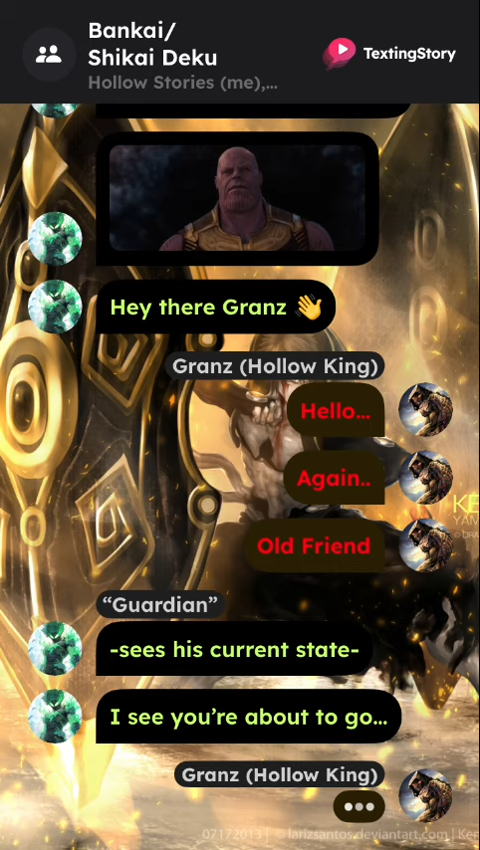 Bankai/
Shikai Deku
Hollow Stories (me),...
TextingStory
Hey there Granz 👋
Granz (Hollow King)
Hello...
Again..
Old Friend
“Guardian”
-sees his current state-
I see you’re about to go...
Granz (Hollow King)
07172013 | © larizsantos.deviantart.com | Ken